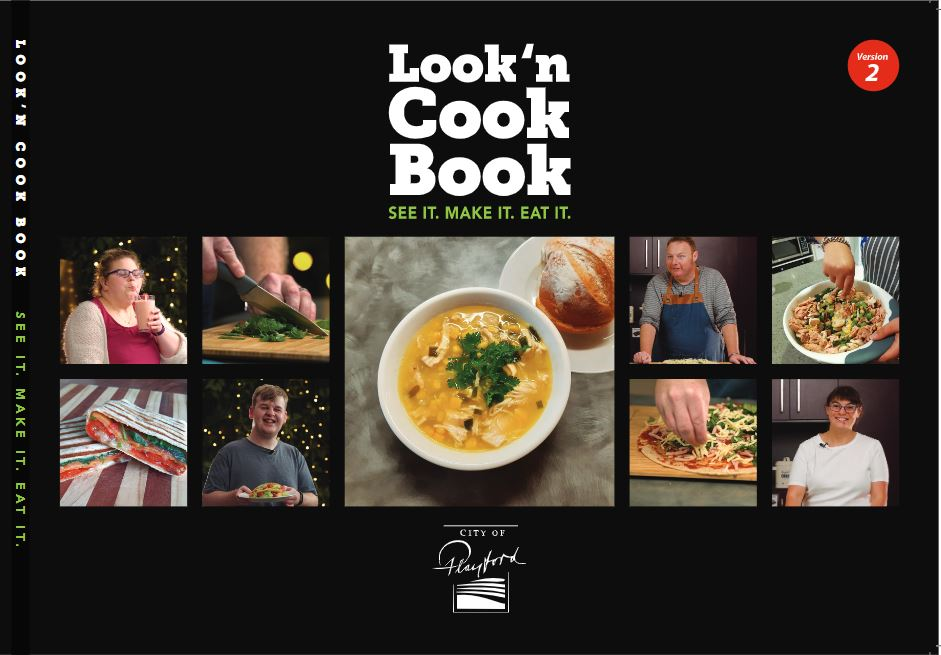 LOOK'N COOK BOOK SEE IT. MAKE IT. EAT IT.
Look‘n
Cook
Book
SEE IT. MAKE IT. EAT IT.
Version
2
CITY OF
Playford